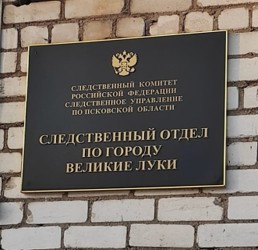 СЛЕДСТВЕННЫЙ КОМИТЕТ
РОССИЙСКОЙ ФЕДЕРАЦИИ
СЛЕДСТВЕННОЕ УПРАВЛЕНИЕ
ПО ПСКОВСКОЙ ОБЛАСТИ
СЛЕДСТВЕННЫЙ ОТДЕЛ
ПО ГОРОДУ
ВЕЛИКИЕ ЛУКИ